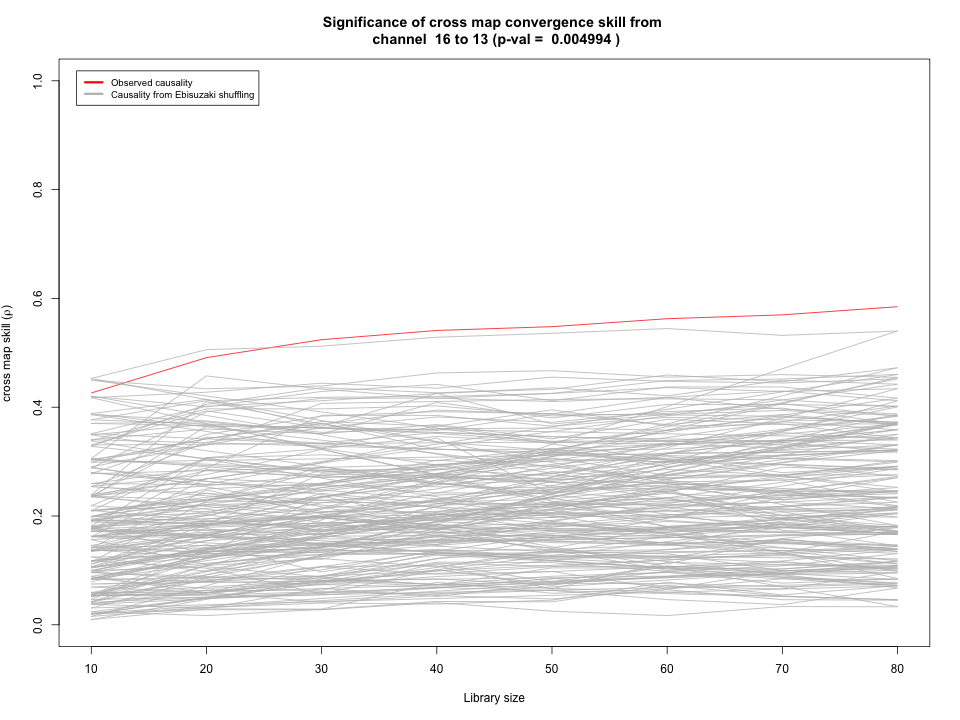 Significance of cross map convergence skill from
channel  16 to 13 (p-val =  0.004994 )
Observed causality
Causality from Ebisuzaki shuffling
cross map skill (ρ)
1.0
0.8
0.6
0.4
0.2
0.0
10 20 30 40 50 60 70 80
Library size